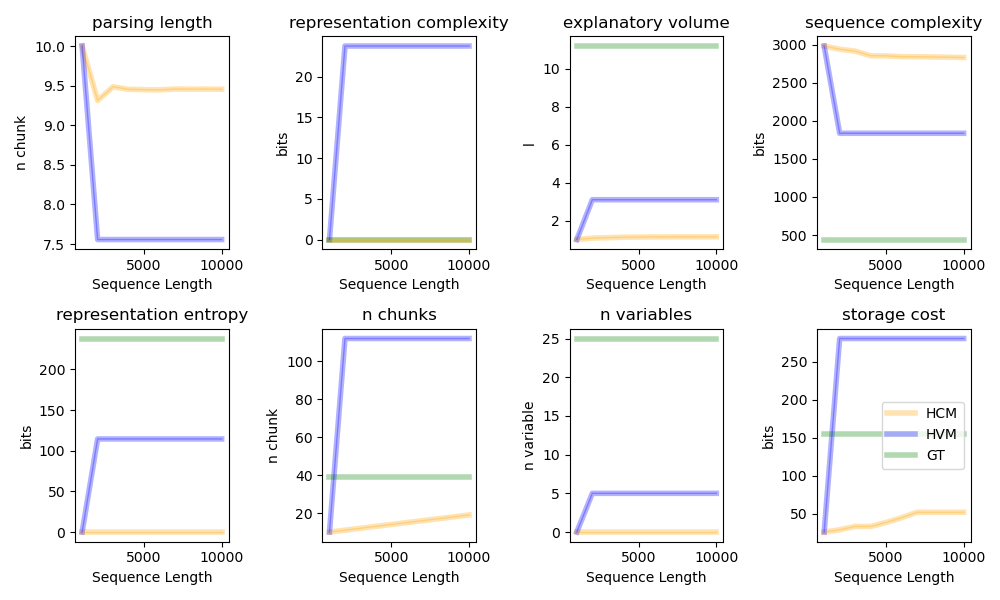 parsing length
n chunk
10.0
9.5
9.0
8.5
8.0
7.5
5000
10000
Sequence Length
representation complexity
bits
20
15
10
5
0
5000
10000
Sequence Length
explanatory volume
l
10
8
6
4
2
5000
10000
Sequence Length
sequence complexity
bits
3000
2500
2000
1500
1000
500
5000
10000
Sequence Length
representation entropy
bits
200
150
100
50
0
5000
10000
Sequence Length
n chunks
n chunk
100
80
60
40
20
5000
10000
Sequence Length
n variables
n variable
25
20
15
10
5
0
5000
10000
Sequence Length
storage cost
bits
250
200
150
100
50
HCM
HVM
GT
5000
10000
Sequence Length